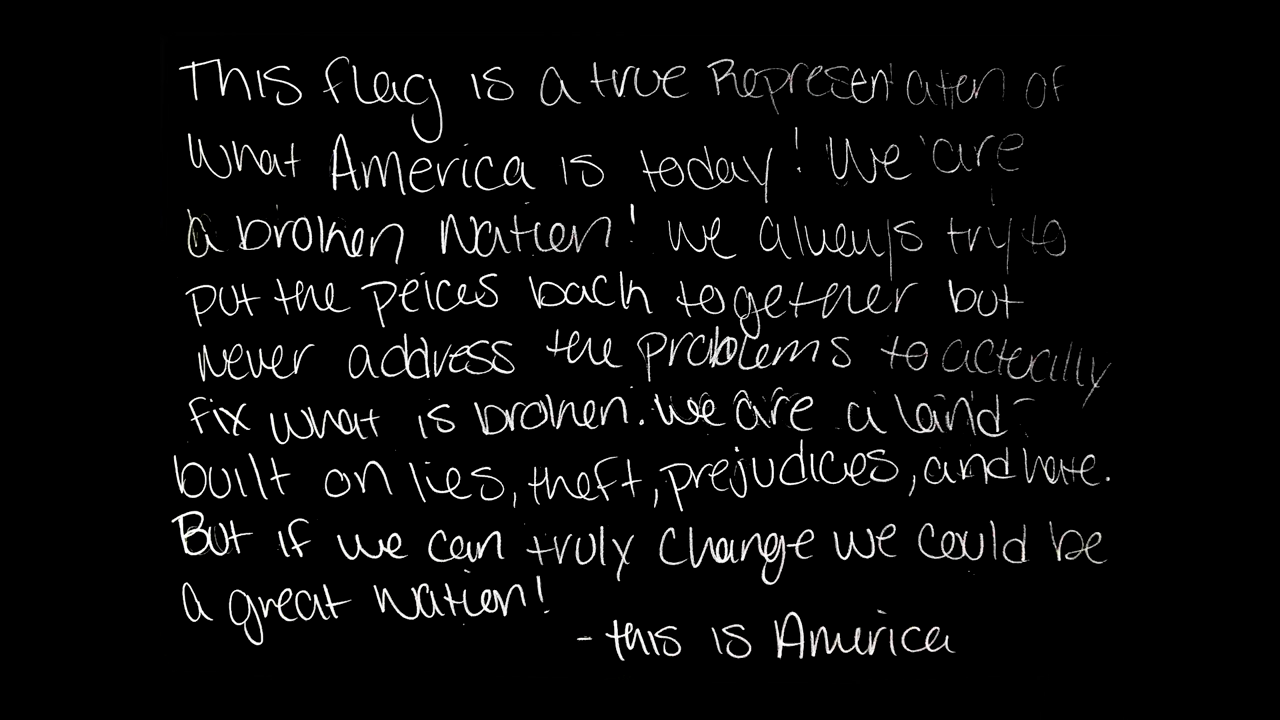 This flag is a true Representation of
What America is today! We are
a broken Nation! We always try to
put the peices back together but
never address the problems to acterally
fix what is broken. We are a land
built on lies, theft, prejudices, and hate.
But if we can truly change we could be
a great Nation!
- this is America